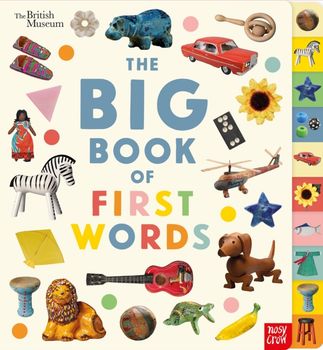 The British
Museum
THE
BIG
BOOK
OF
FIRST
WORDS
nosy
crow